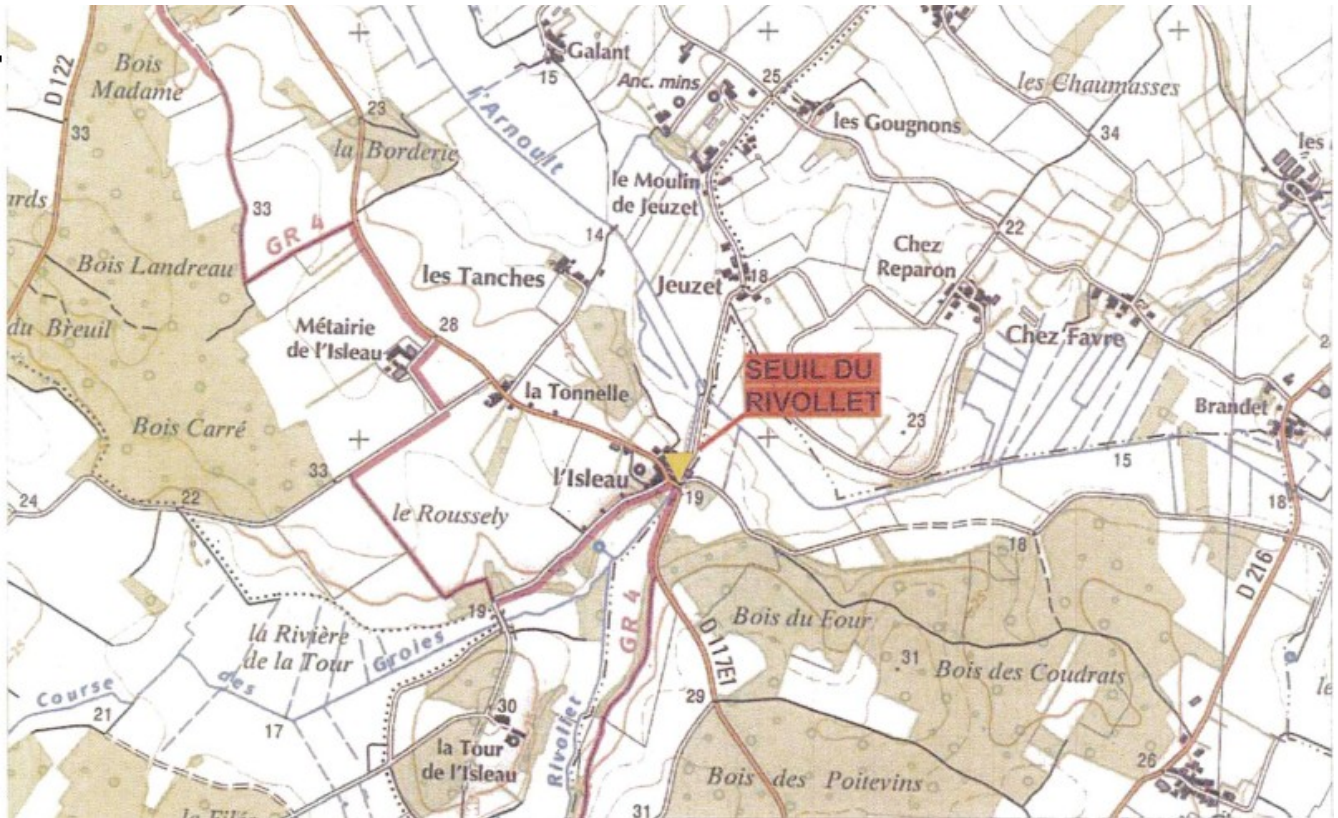 Bois
Madame
D 122
33
23
la Borderie
33
GR 4
Galant
15
l'Arnoult
Anc. mins
25
les Gougnons
les Chaumasses
34
les
le Moulin
de Jeuzet
14
22
ards
Bois Landreau
les Tanches
Jeuzet
18
Chez
Reparon
Chez Favre
du Breuil
Métairie
de l'Isleau
28
la Tonnelle
SEUIL DU
RIVOLLET
23
Brandet
Bois Carré
33
24
22
le Roussely
l'Isleau
19
15
18
18
D 216
19
la Rivière
de la Tour
Course
des
Groies
21
17
30
la Tour
de l'Isleau
Rivollet
GR 4
D 117E1
29
31
Bois du Four
31
Bois des Coudrats
Bois des Poitevins
26